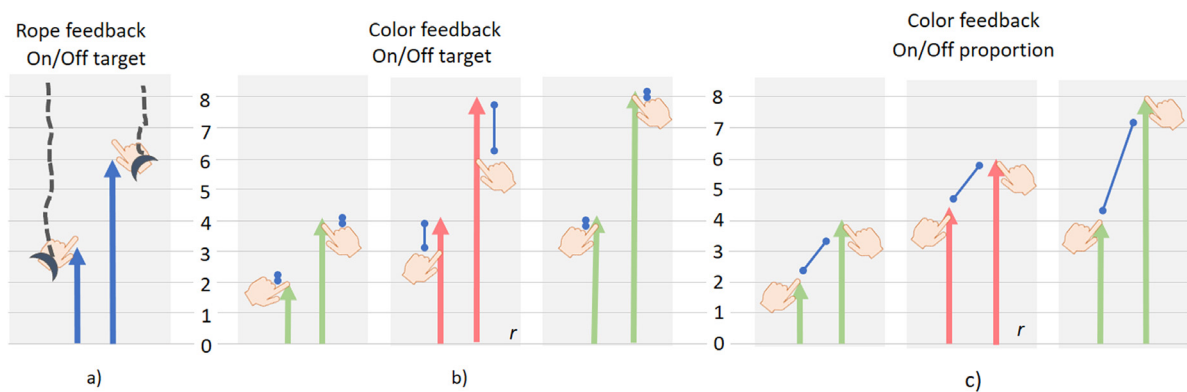 Rope feedback
On/Off target
Color feedback
On/Off target
Color feedback
On/Off proportion
8
7
6
5
4
3
2
1
0
r
8
7
6
5
4
3
2
1
0
r
a)
b)
c)